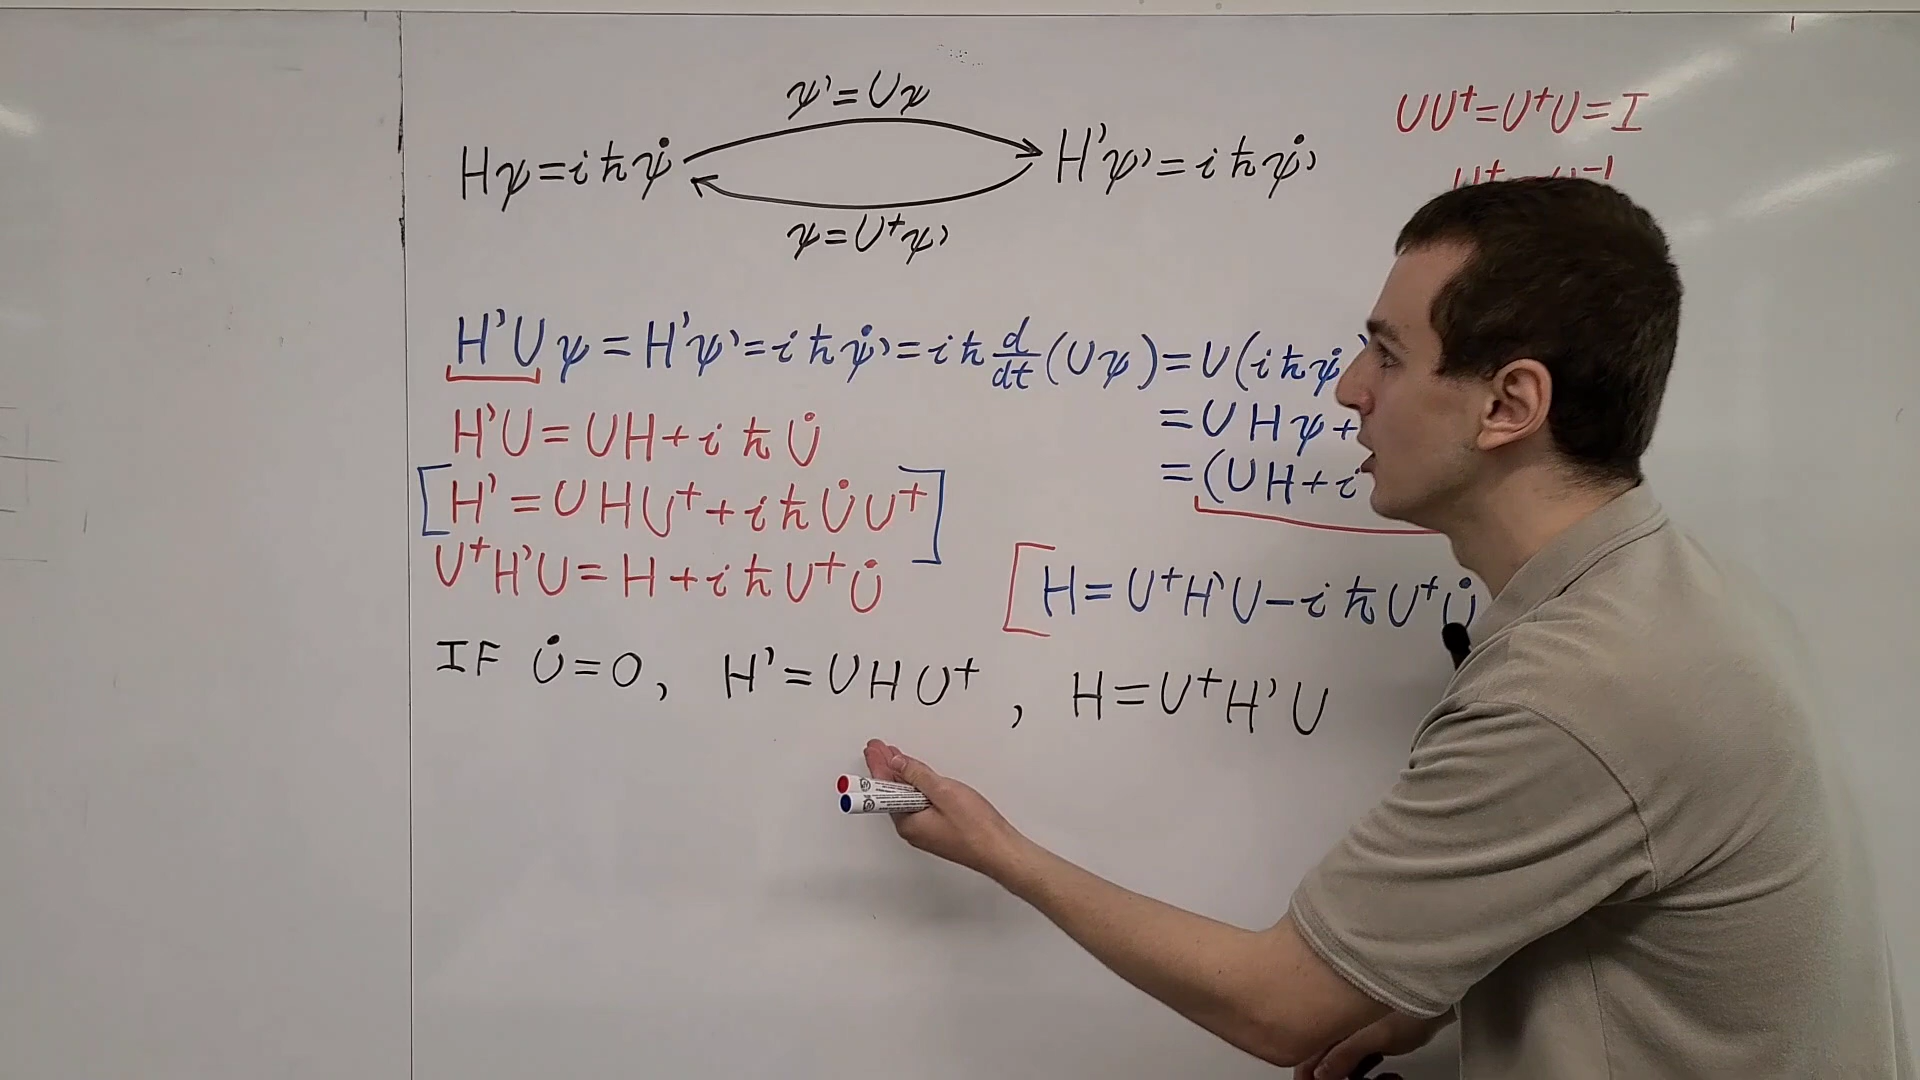 ψ'=Uψ
Hψ=iħψ̇
H'ψ'=iħψ̇'
ψ=U⁺ψ'
UU⁺=U⁺U=I
U⁺=U⁻¹
H'Uψ=H'ψ'=iħψ̇'=iħ d/dt (Uψ)=U(iħψ̇
=UHψ+
=(UH+i
H'U=UH+iħU̇
[H'=UHU⁺+iħU̇U⁺]
U⁺H'U=H+iħU⁺U̇
[H=U⁺H'U-iħU⁺U̇
IF U̇=0, H'=UHU⁺, H=U⁺H'U